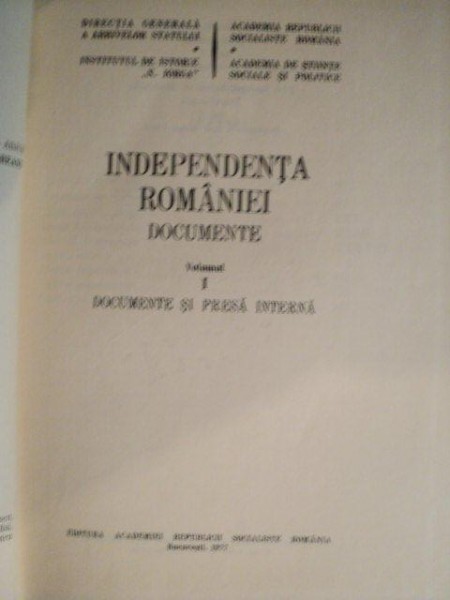 DIRECȚIA GENERALĂ
A ARHIVELOR STATULUI
INSTITUTUL DE ISTORIE
„N. IORGA”
ACADEMIA REPUBLICII
SOCIALISTE ROMÂNIA
ACADEMIA DE ȘTIINȚE
SOCIALE ȘI POLITICE
INDEPENDENȚA
ROMÂNIEI
DOCUMENTE
Volumul
I
DOCUMENTE ȘI PRESĂ INTERNĂ
EDITURA ACADEMIEI REPUBLICII SOCIALISTE ROMÂNIA
București, 1977